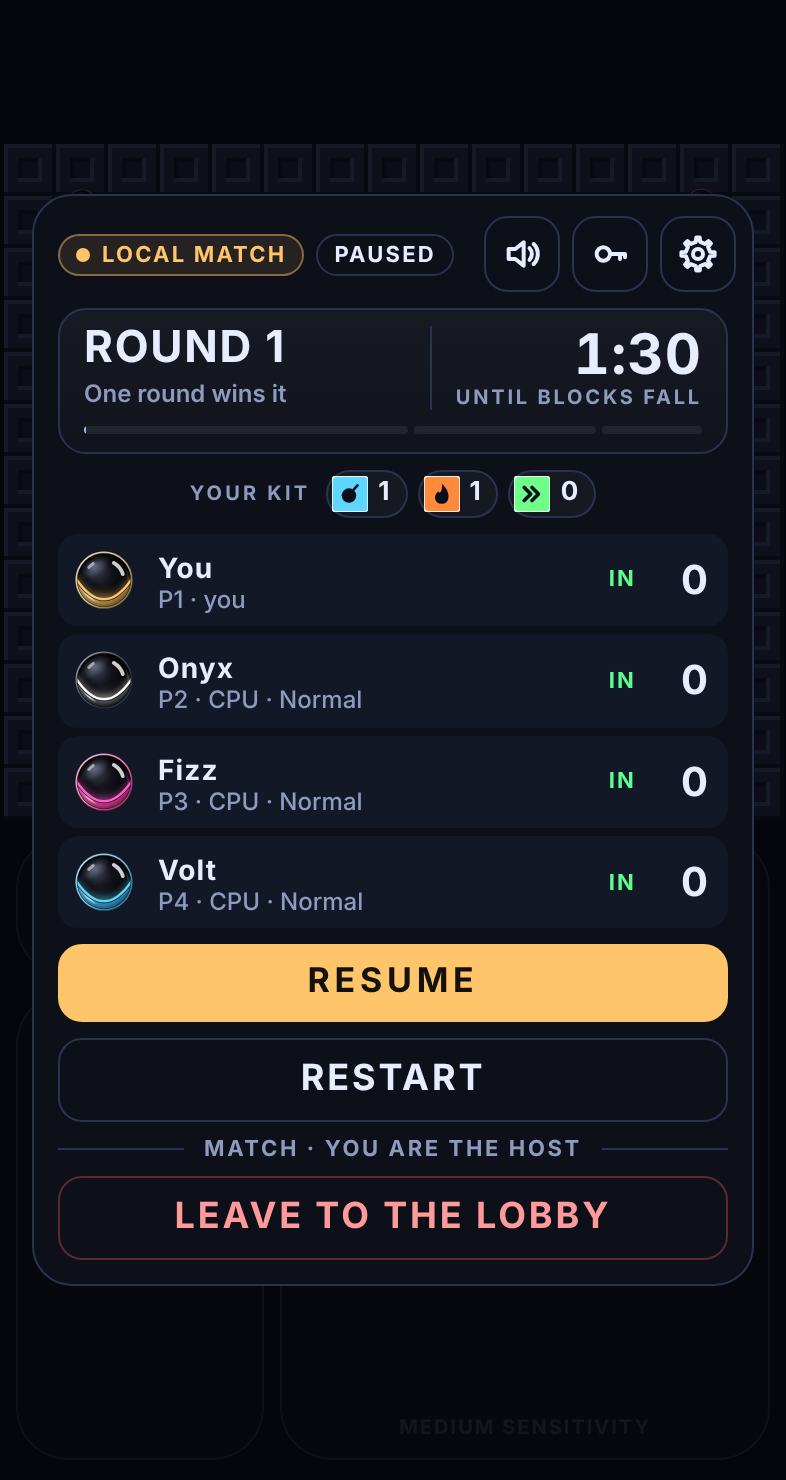 LOCAL MATCH
PAUSED
ROUND 1
One round wins it
1:30
UNTIL BLOCKS FALL
YOUR KIT 1 1 0
You
P1 · you
IN 0
Onyx
P2 · CPU · Normal
IN 0
Fizz
P3 · CPU · Normal
IN 0
Volt
P4 · CPU · Normal
IN 0
RESUME
RESTART
MATCH · YOU ARE THE HOST
LEAVE TO THE LOBBY
MEDIUM SENSITIVITY